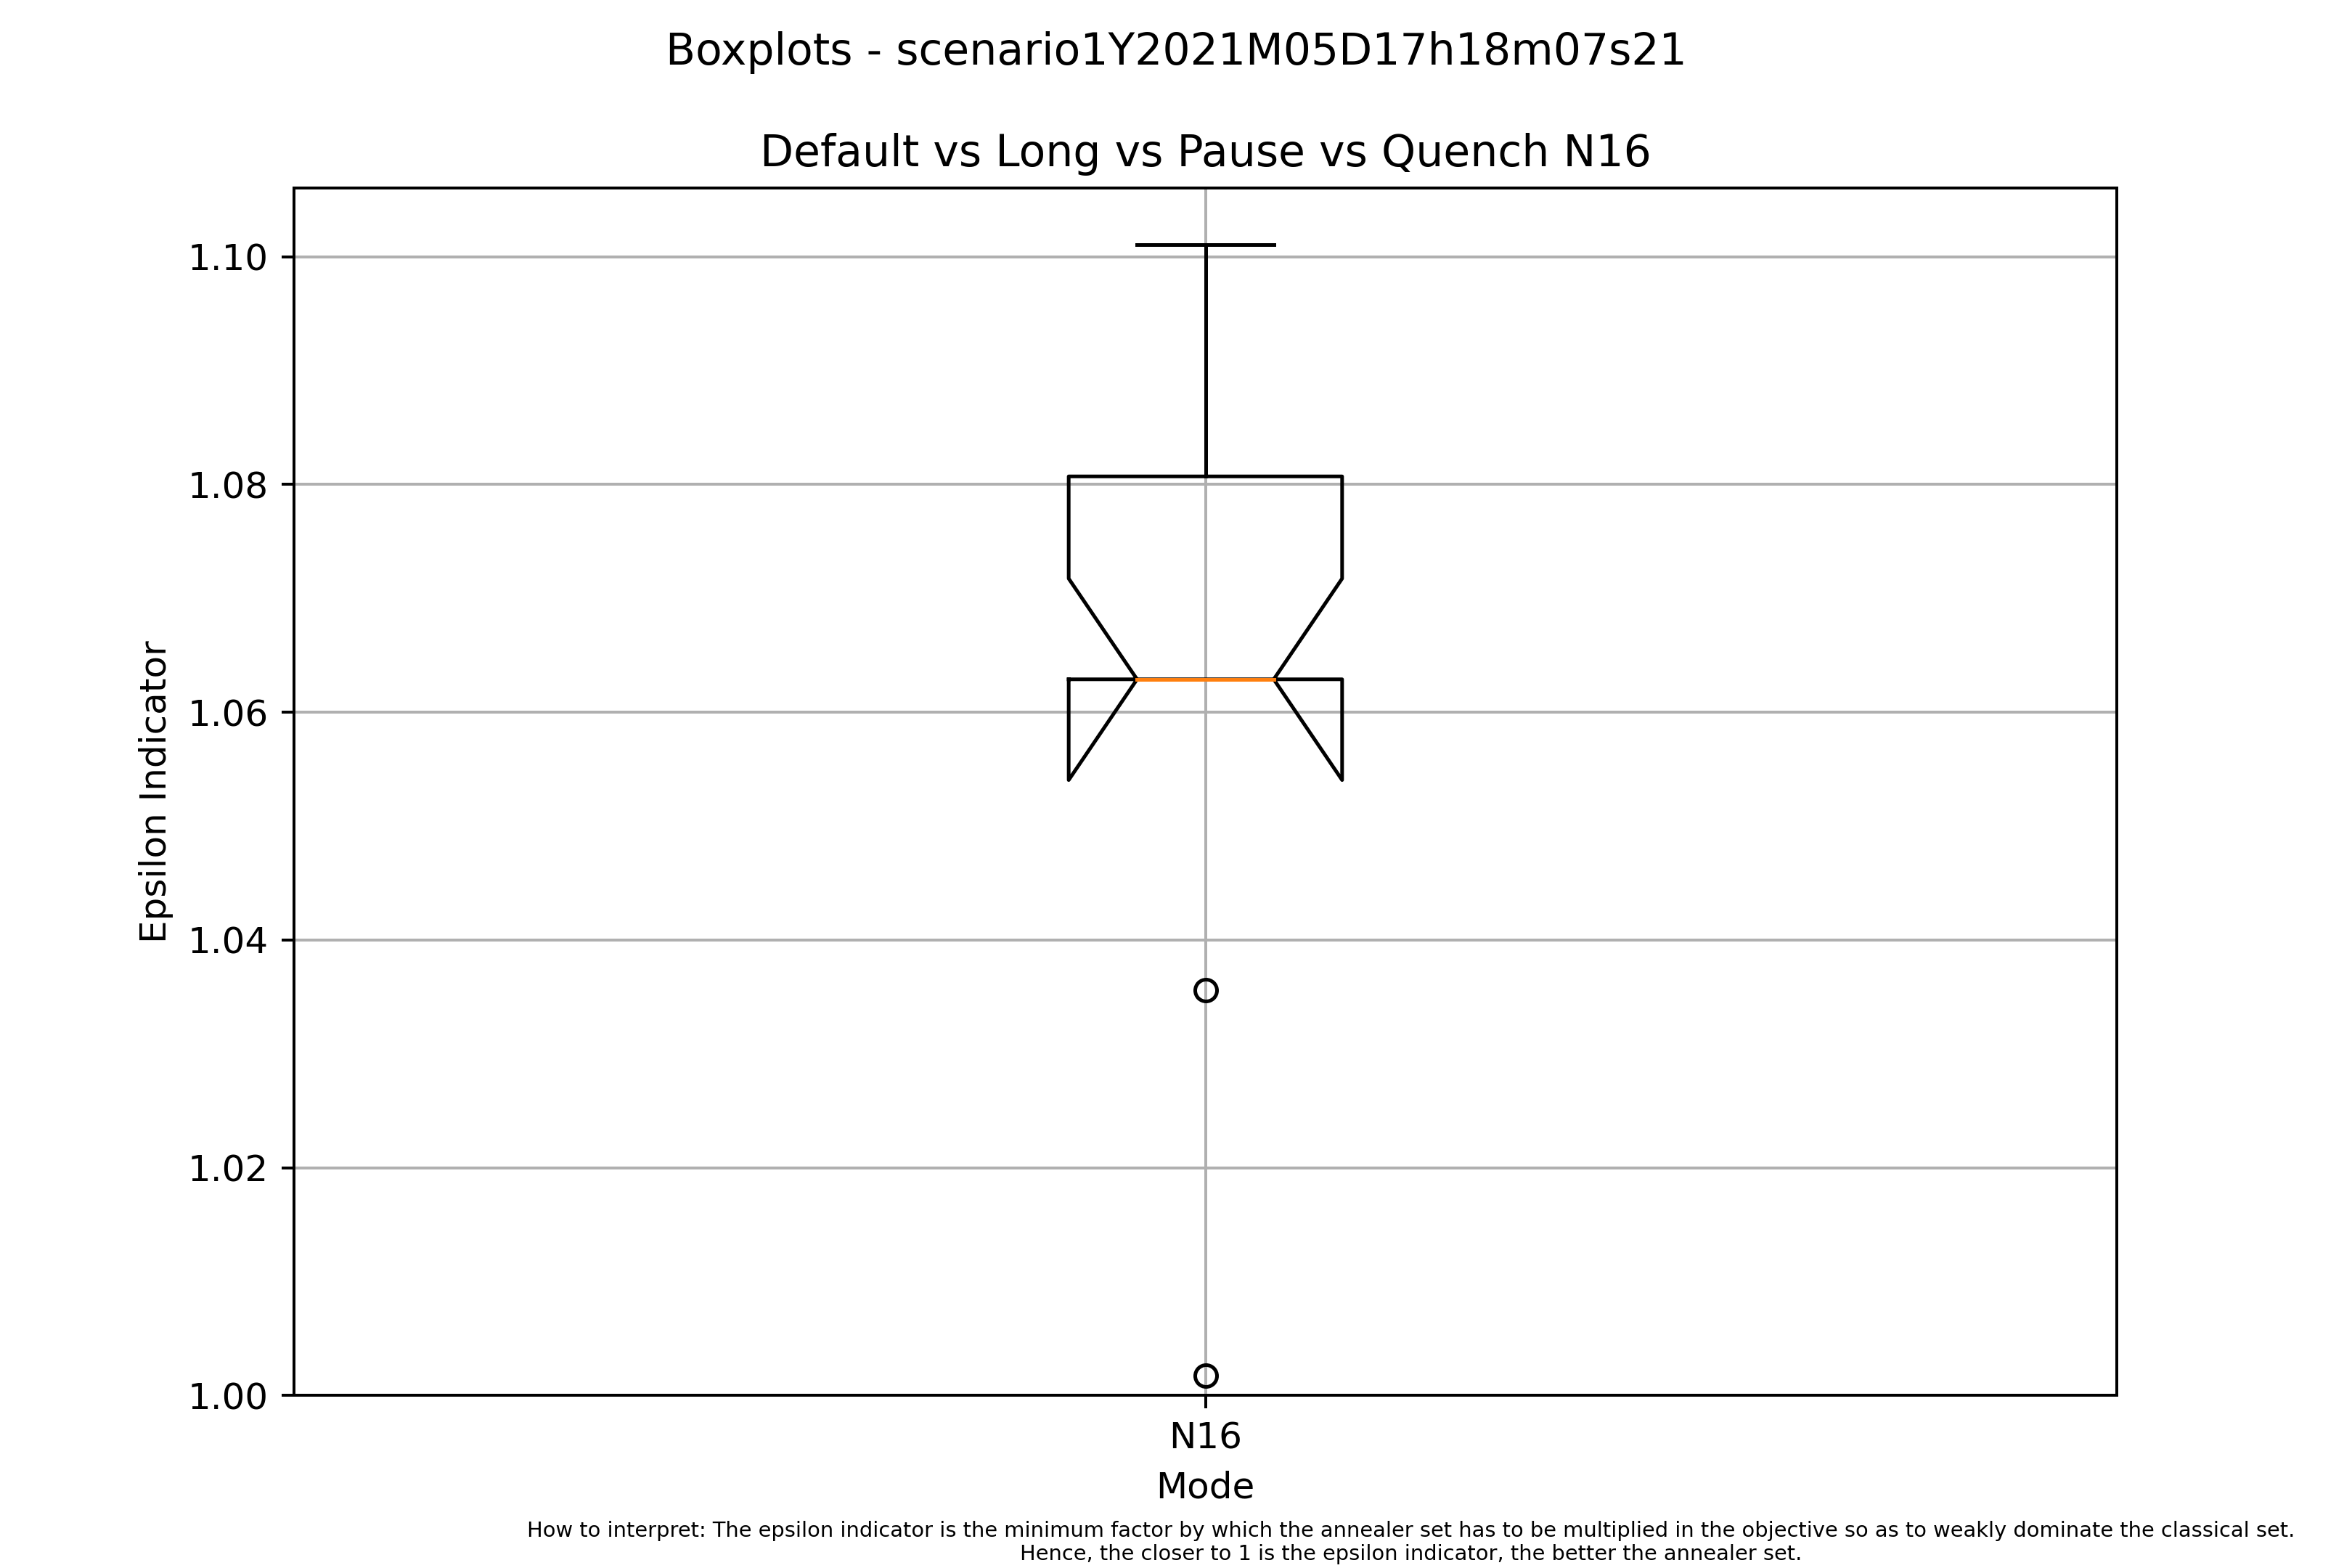 Boxplots - scenario1Y2021M05D17h18m07s21
Default vs Long vs Pause vs Quench N16
Epsilon Indicator
1.10
1.08
1.06
1.04
1.02
1.00
N16
Mode
How to interpret: The epsilon indicator is the minimum factor by which the annealer set has to be multiplied in the objective so as to weakly dominate the classical set.
Hence, the closer to 1 is the epsilon indicator, the better the annealer set.